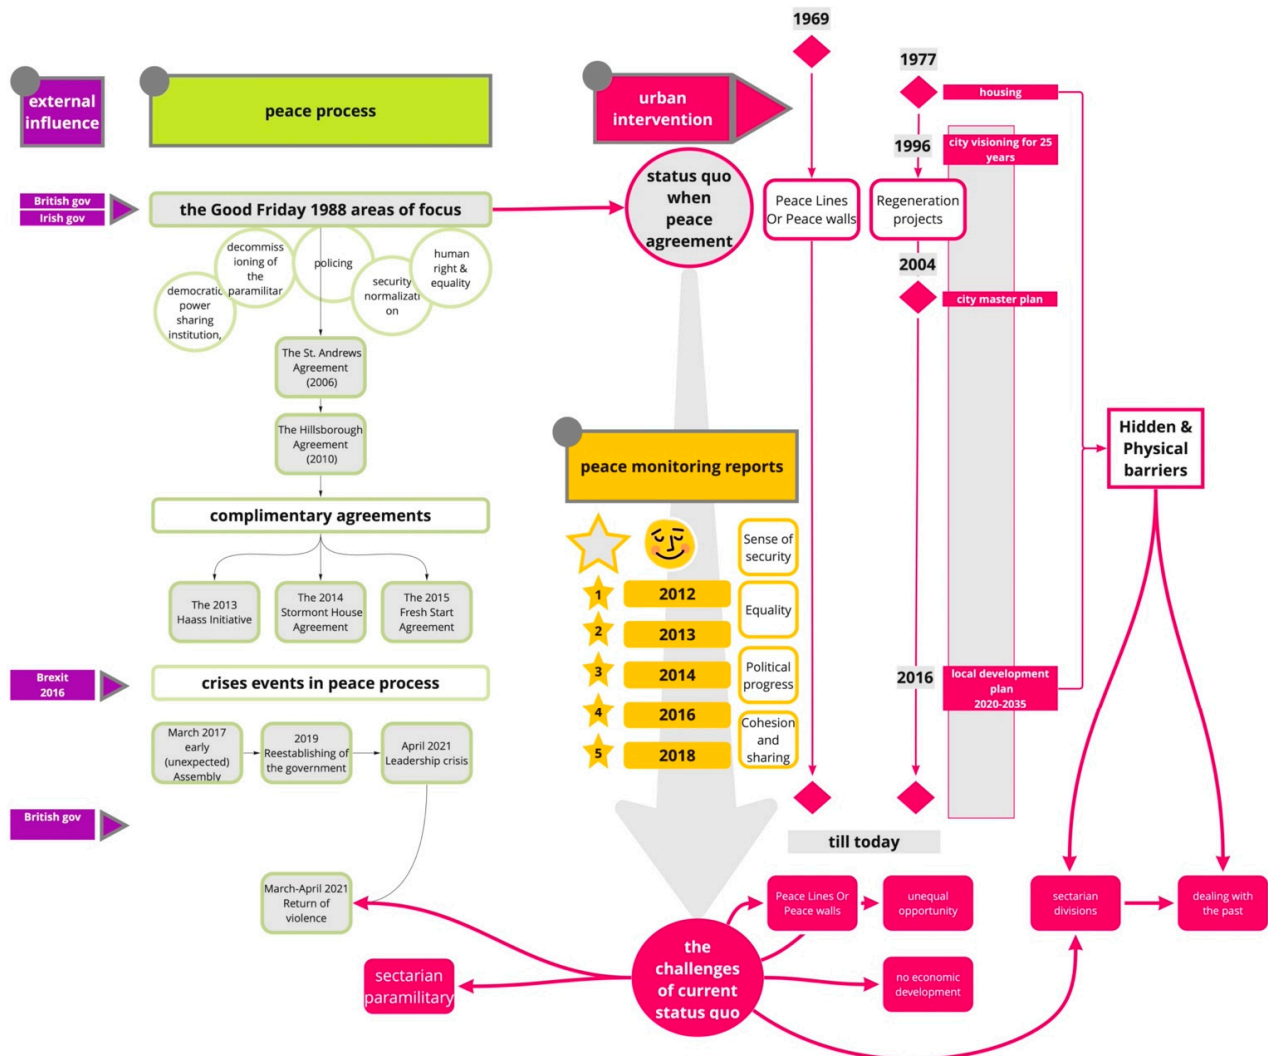 external
influence
peace process
urban
intervention
1969
1977
housing
1996
city visioning for 25
years
British gov
Irish gov
the Good Friday 1988 areas of focus
status quo
when
peace
agreement
Peace Lines
Or Peace walls
Regeneration
projects
2004
city master plan
democratic
power
sharing
institution,
decommiss
ioning of
the
paramilitar
policing
security
normalizati
on
human
right &
equality
The St. Andrews
Agreement
(2006)
The Hillsborough
Agreement
(2010)
complimentary agreements
The 2013
Haass Initiative
The 2014
Stormont House
Agreement
The 2015
Fresh Start
Agreement
peace monitoring reports
Sense of
security
Equality
Political
progress
Cohesion
and
sharing
1
2012
2
2013
3
2014
4
2016
5
2018
Hidden &
Physical
barriers
2016
local development
plan
2020-2035
Brexit
2016
crises events in peace process
March 2017
early
(unexpected)
Assembly
2019
Reestablishing of
the government
April 2021
Leadership crisis
British gov
till today
March-April 2021
Return of
violence
sectarian
paramilitary
the
challenges
of current
status quo
Peace Lines Or
Peace walls
unequal
opportunity
no economic
development
sectarian
divisions
dealing with
the past